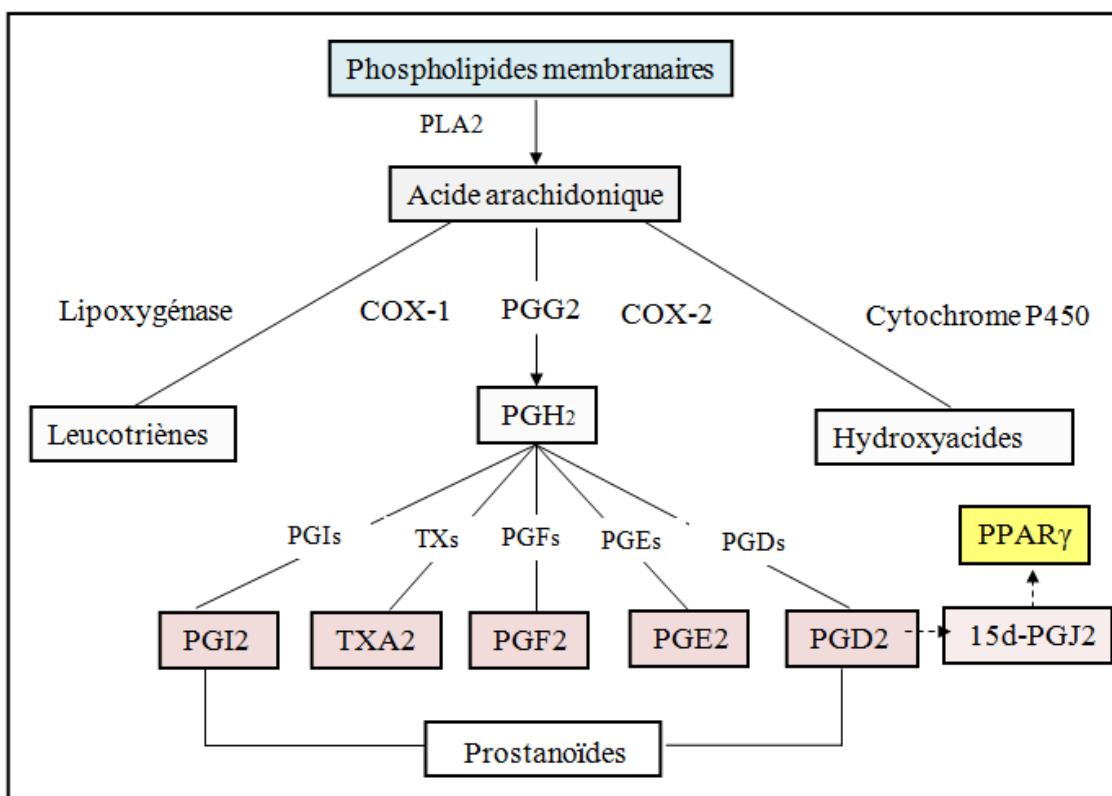 Phospholipides membranaires
PLA2
Acide arachidonique
Lipoxygénase COX-1 PGG2 COX-2 Cytochrome P450
PGH2
Leucotriènes
Hydroxyacides
PPARγ
PGIs TXs PGFs PGEs PGDs
PGI2 TXA2 PGF2 PGE2 PGD2 15d-PGJ2
Prostanoïdes